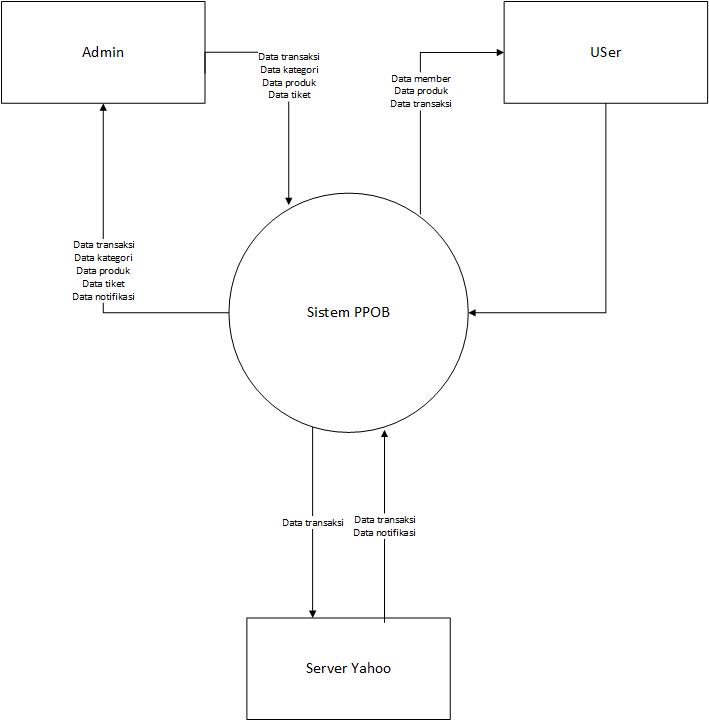 Admin
USer
Data transaksi
Data kategori
Data produk
Data tiket
Data member
Data produk
Data transaksi
Data transaksi
Data kategori
Data produk
Data tiket
Data notifikasi
Sistem PPOB
Data transaksi
Data transaksi
Data notifikasi
Server Yahoo